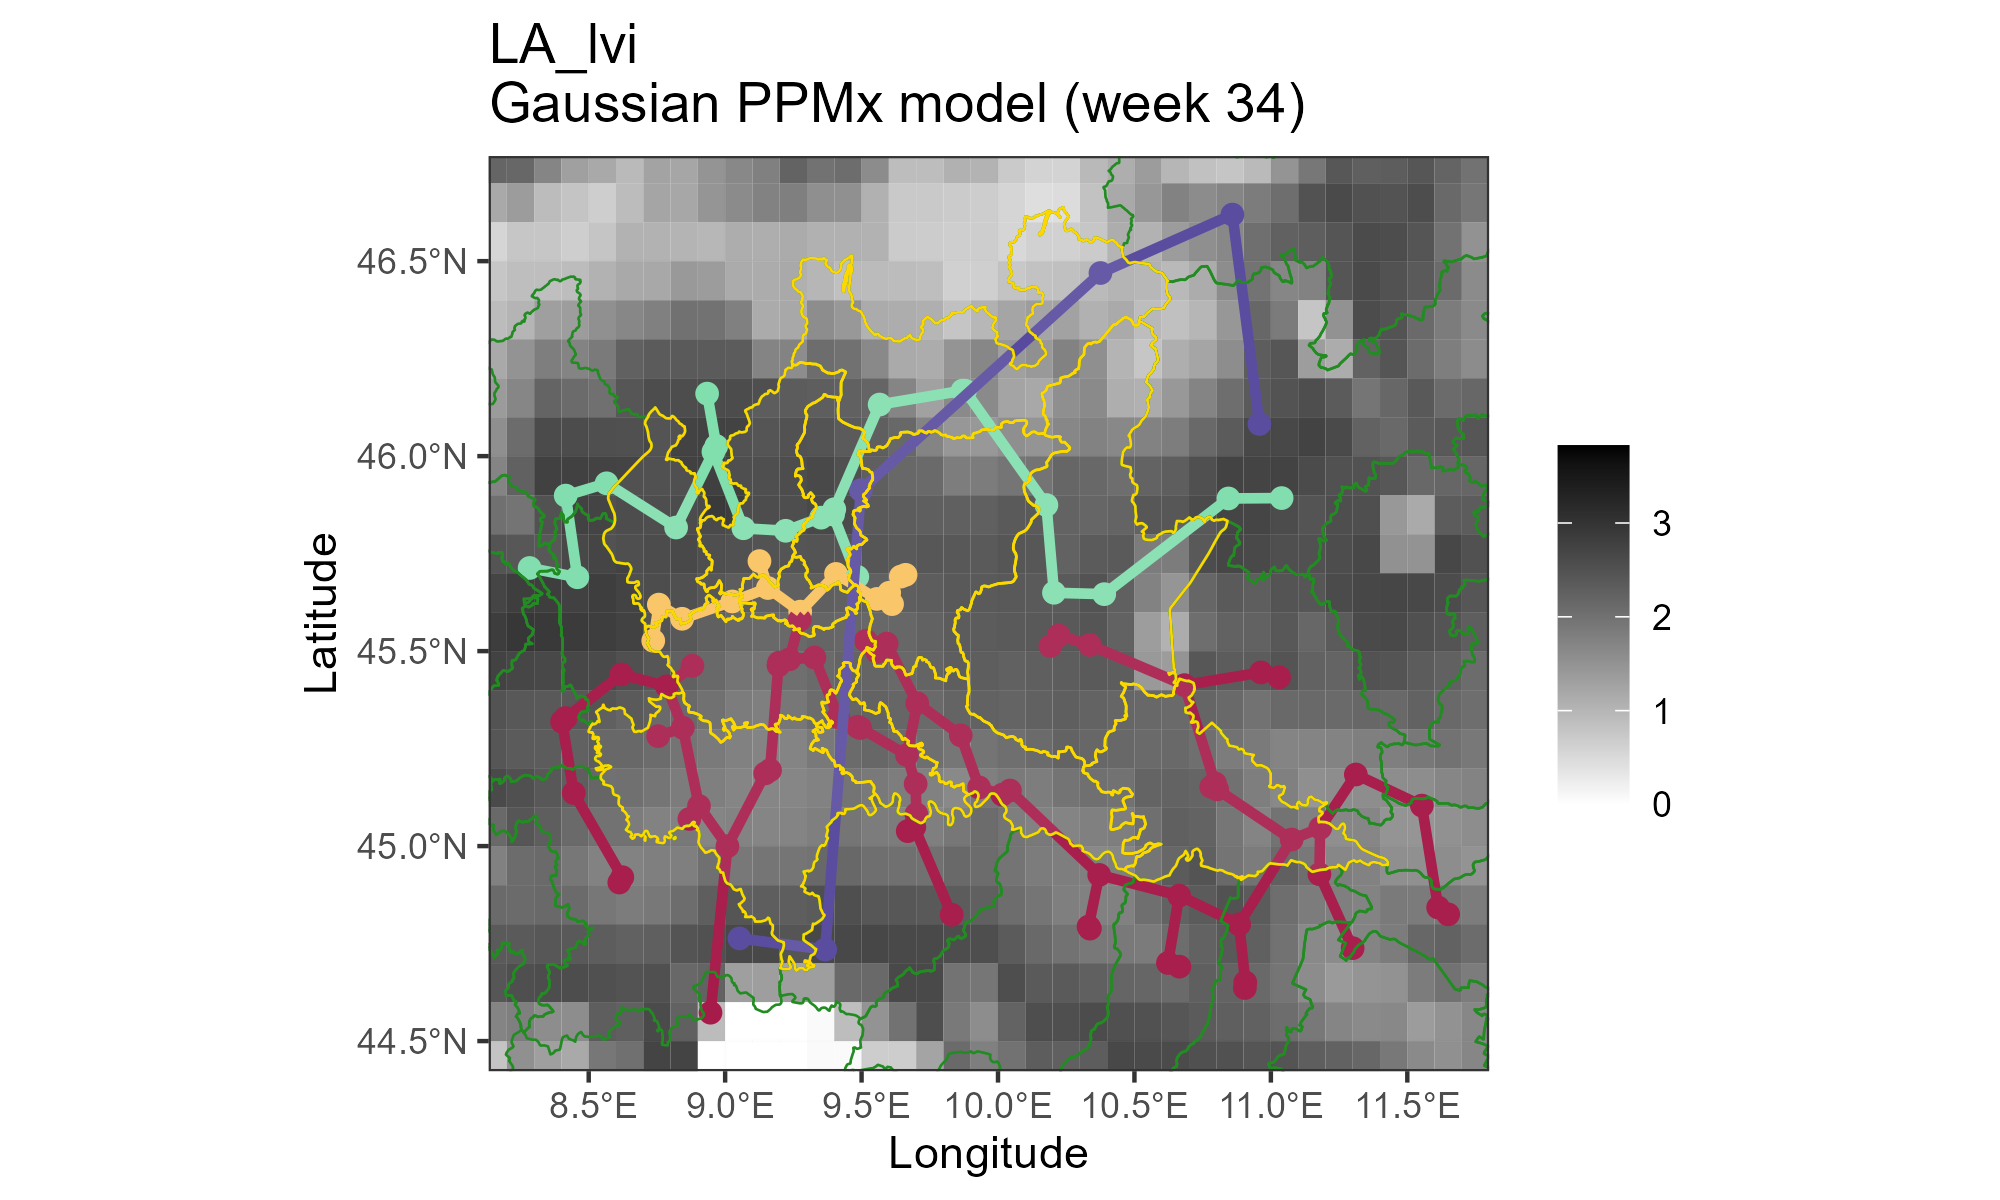 LA_lvi
Gaussian PPMx model (week 34)
Latitude
46.5°N
46.0°N
45.5°N
45.0°N
44.5°N
8.5°E 9.0°E 9.5°E 10.0°E 10.5°E 11.0°E 11.5°E
Longitude
3
2
1
0